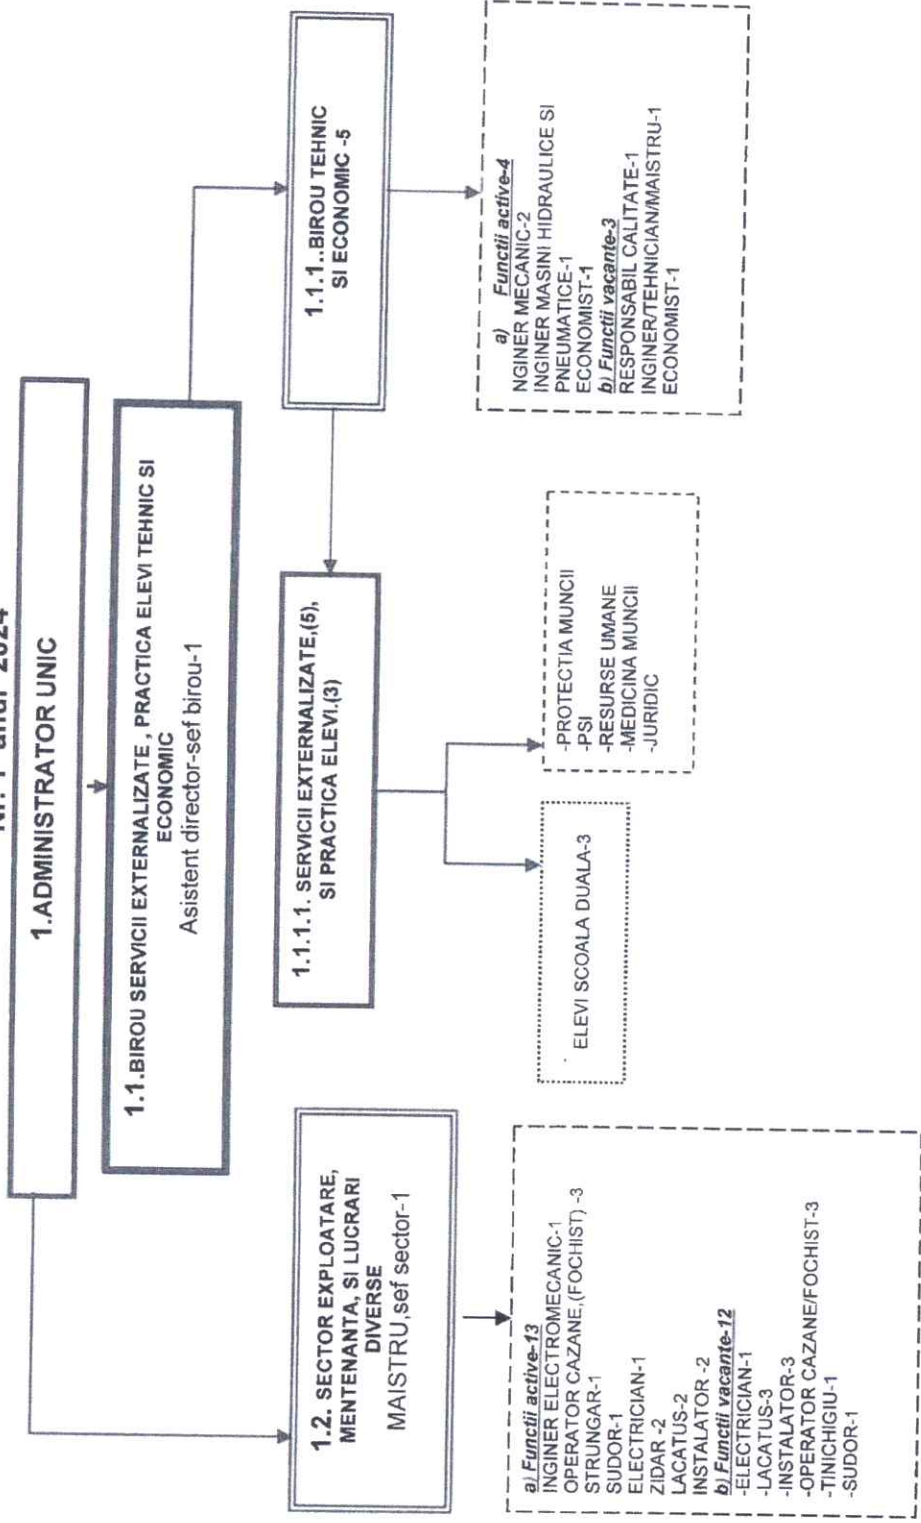 anul 2024
1.ADMINISTRATOR UNIC
1.1.BIROU SERVICII EXTERNALIZATE , PRACTICA ELEVI TEHNIC SI
ECONOMIC
Asistent director-sef birou-1
1.2. SECTOR EXPLOATARE,
MENTENANTA, SI LUCRARI
DIVERSE
MAISTRU,sef sector-1
1.1.1.1. SERVICII EXTERNALIZATE,(5),
SI PRACTICA ELEVI.(3)
1.1.1..BIROU TEHNIC
SI ECONOMIC -5
a) Functii active-13
INGINER ELECTROMECANIC-1
OPERATOR CAZANE,(FOCHIST) -3
STRUNGAR-1
SUDOR-1
ELECTRICIAN-1
ZIDAR -2
LACATUS-2
INSTALATOR -2
b) Functii vacante-12
-ELECTRICIAN-1
-LACATUS-3
-INSTALATOR-3
-OPERATOR CAZANE/FOCHIST-3
-TINICHIGIU-1
-SUDOR-1
ELEVI SCOALA DUALA-3
-PROTECTIA MUNCII
-PSI
-RESURSE UMANE
-MEDICINA MUNCII
-JURIDIC
a) Functii active-4
NGINER MECANIC-2
INGINER MASINI HIDRAULICE SI
PNEUMATICE-1
ECONOMIST-1
b) Functii vacante-3
RESPONSABIL CALITATE-1
INGINER/TEHNICIAN/MAISTRU-1
ECONOMIST-1